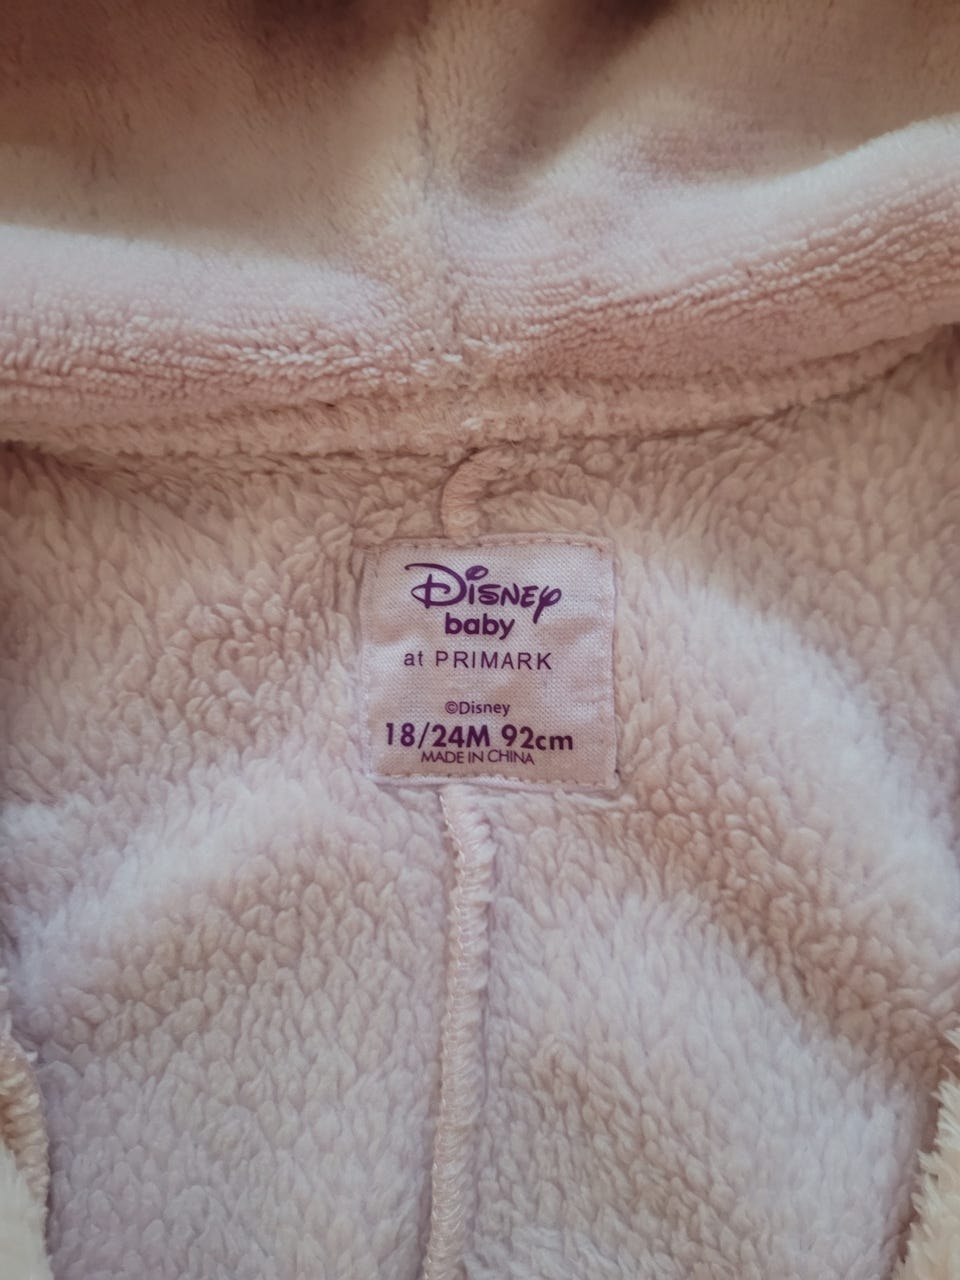 Disney
baby
at PRIMARK
©Disney
18/24M 92cm
MADE IN CHINA